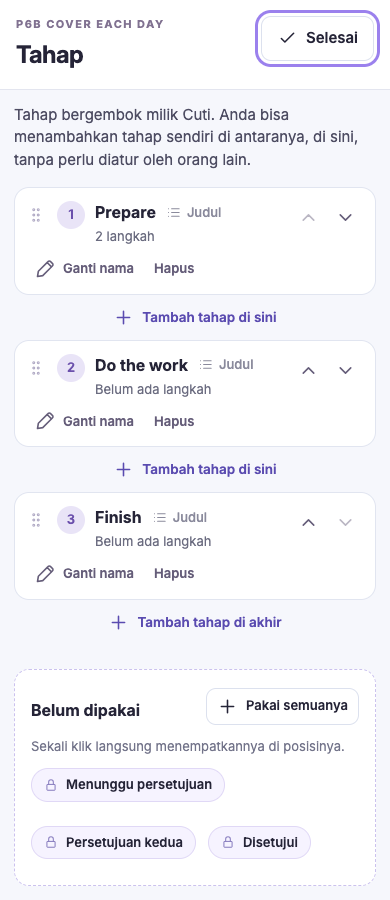 P6B COVER EACH DAY
Tahap
Selesai
Tahap bergembok milik Cuti. Anda bisa
menambahkan tahap sendiri di antaranya, di sini,
tanpa perlu diatur oleh orang lain.
1 Prepare Judul
2 langkah
Ganti nama Hapus
Tambah tahap di sini
2 Do the work Judul
Belum ada langkah
Ganti nama Hapus
Tambah tahap di sini
3 Finish Judul
Belum ada langkah
Ganti nama Hapus
Tambah tahap di akhir
Belum dipakai
Pakai semuanya
Sekali klik langsung menempatkannya di posisinya.
Menunggu persetujuan
Persetujuan kedua Disetujui